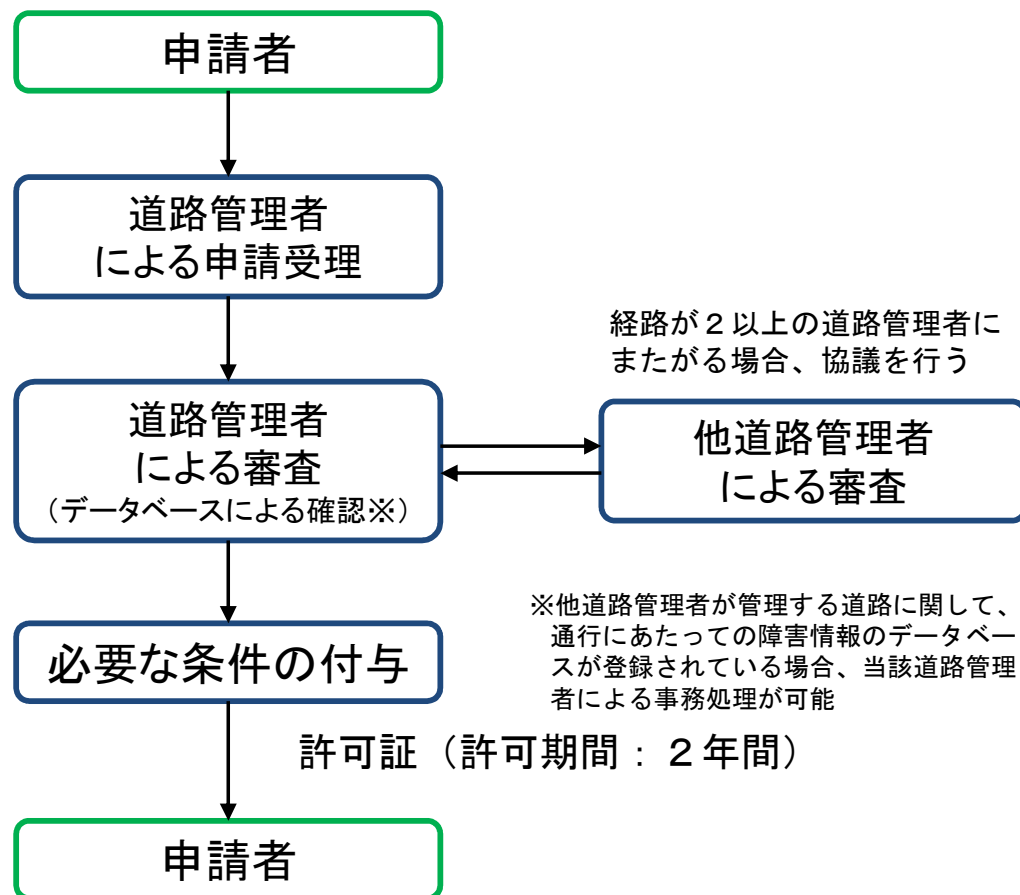 申請者
道路管理者
による申請受理
経路が２以上の道路管理者に
またがる場合、協議を行う
道路管理者
による審査
（データベースによる確認※）
他道路管理者
による審査
※他道路管理者が管理する道路に関して、
通行にあたっての障害情報のデータベー
スが登録されている場合、当該道路管理
者による事務処理が可能
必要な条件の付与
許可証（許可期間：２年間）
申請者